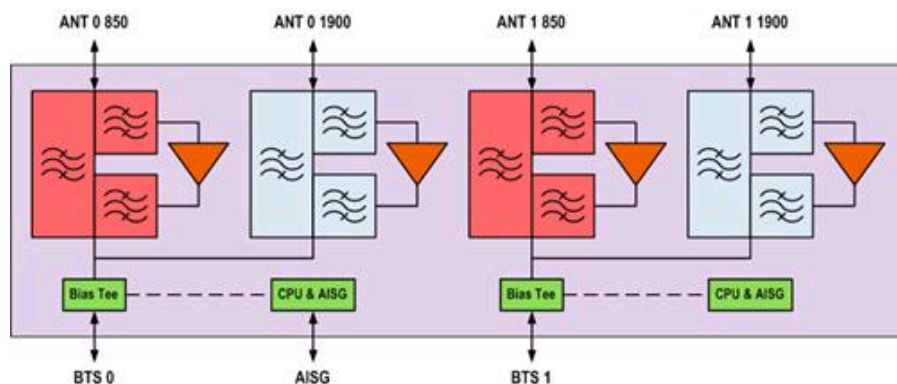 ANT 0 850 ANT 0 1900 ANT 1 850 ANT 1 1900
Bias Tee CPU & AISG Bias Tee CPU & AISG
BTS 0 AISG BTS 1